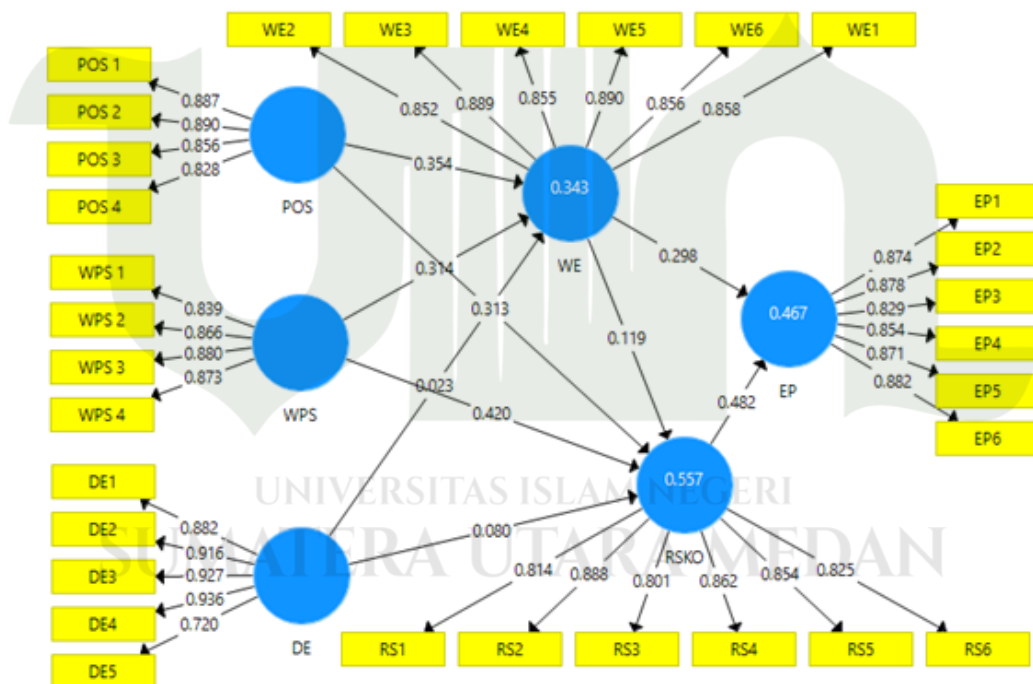 WE2 WE3 WE4 WE5 WE6 WE1
POS 1
POS 2
POS 3
POS 4
0.887
0.890
0.856
0.828
POS
0.852
0.889
0.855
0.890
0.856
0.858
0.354
0.343
WE
WPS 1
WPS 2
WPS 3
WPS 4
0.839
0.866
0.880
0.873
WPS
0.314
0.313
0.023
0.420
0.298
0.119
0.467
EP
0.482
EP1
EP2
EP3
EP4
EP5
EP6
0.874
0.878
0.829
0.854
0.871
0.882
DE1
DE2
DE3
DE4
DE5
0.882
0.916
0.927
0.936
0.720
DE
0.080
0.557
RSKO
UNIVERSITAS ISLAM NEGERI
SUMATERA UTARA MEDAN
0.814
0.888
0.801
0.862
0.854
0.825
RS1 RS2 RS3 RS4 RS5 RS6